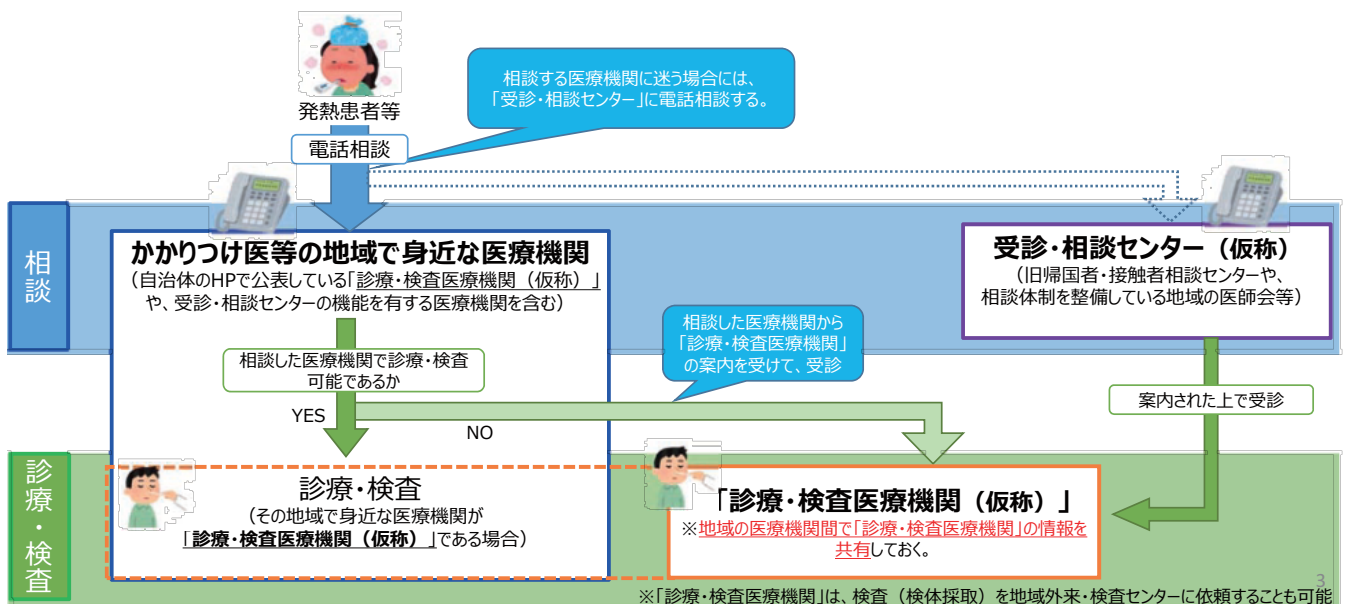 発熱患者等
相談する医療機関に迷う場合には、
「受診・相談センター」に電話相談する。
電話相談
相談
かかりつけ医等の地域で身近な医療機関
（自治体のHPで公表している「診療・検査医療機関（仮称）」
や、受診・相談センターの機能を有する医療機関を含む）
受診・相談センター（仮称）
（旧帰国者・接触者相談センターや、
相談体制を整備している地域の医師会等）
相談した医療機関から
「診療・検査医療機関」
の案内を受けて、受診
相談した医療機関で診療・検査
可能であるか
YES
NO
案内された上で受診
診療・検査
診療・検査
（その地域で身近な医療機関が
「診療・検査医療機関（仮称）」である場合）
「診療・検査医療機関（仮称）」
※地域の医療機関間で「診療・検査医療機関」の情報を
共有しておく。
3
※「診療・検査医療機関」は、検査（検体採取）を地域外来・検査センターに依頼することも可能